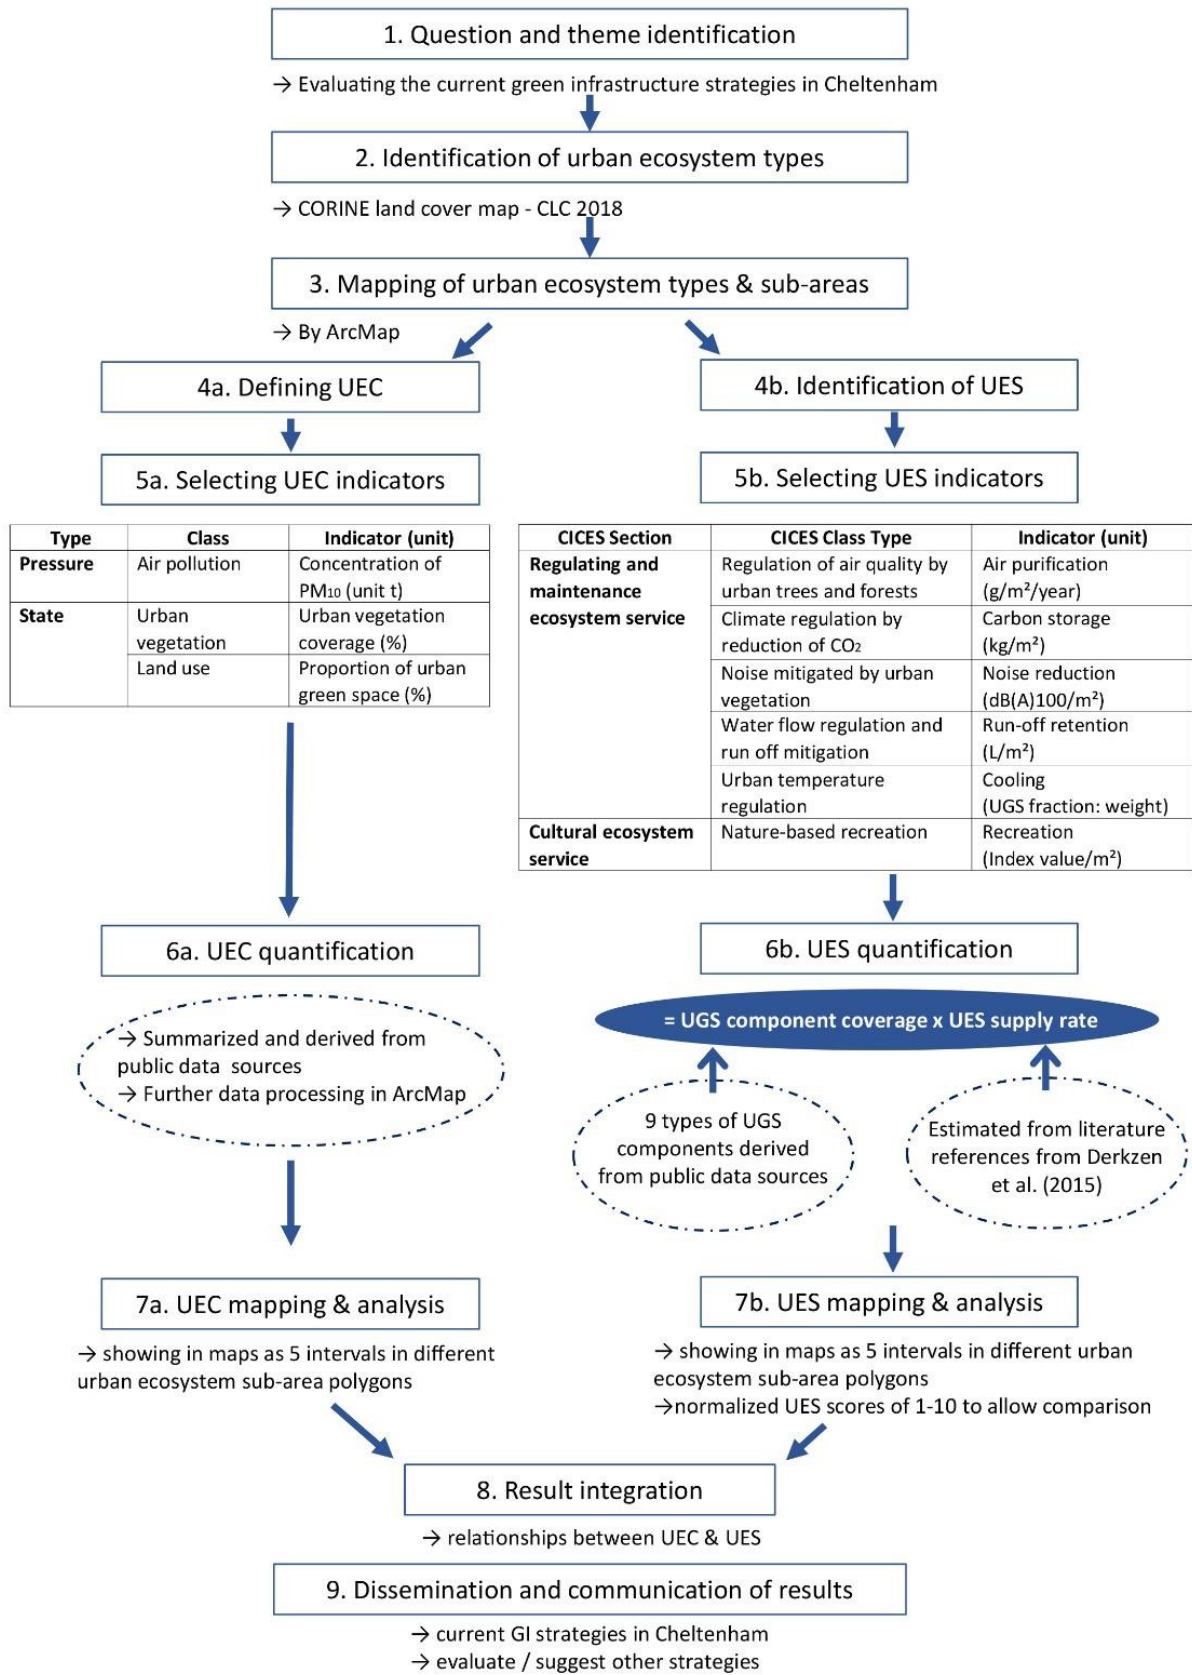 1. Question and theme identification
→ Evaluating the current green infrastructure strategies in Cheltenham
2. Identification of urban ecosystem types
→ CORINE land cover map - CLC 2018
3. Mapping of urban ecosystem types & sub-areas
→ By ArcMap
4a. Defining UEC
4b. Identification of UES
5a. Selecting UEC indicators
5b. Selecting UES indicators
Type Class Indicator (unit)
Pressure Air pollution Concentration of
PM₁₀ (unit t)
State Urban Urban vegetation
vegetation coverage (%)
Land use Proportion of urban
green space (%)
CICES Section CICES Class Type Indicator (unit)
Regulating and Regulation of air quality by Air purification
maintenance urban trees and forests (g/m²/year)
ecosystem service Climate regulation by Carbon storage
reduction of CO₂ (kg/m²)
Noise mitigated by urban Noise reduction
vegetation (dB(A)100/m²)
Water flow regulation and Run-off retention
run off mitigation (L/m²)
Urban temperature Cooling
regulation (UGS fraction: weight)
Cultural ecosystem Nature-based recreation Recreation
service (Index value/m²)
6a. UEC quantification
→ Summarized and derived from
public data sources
→ Further data processing in ArcMap
6b. UES quantification
= UGS component coverage x UES supply rate
9 types of UGS
components derived
from public data sources
Estimated from literature
references from Derkzen
et al. (2015)
7a. UEC mapping & analysis
→ showing in maps as 5 intervals in different
urban ecosystem sub-area polygons
7b. UES mapping & analysis
→ showing in maps as 5 intervals in different urban
ecosystem sub-area polygons
→normalized UES scores of 1-10 to allow comparison
8. Result integration
→ relationships between UEC & UES
9. Dissemination and communication of results
→ current GI strategies in Cheltenham
→ evaluate / suggest other strategies